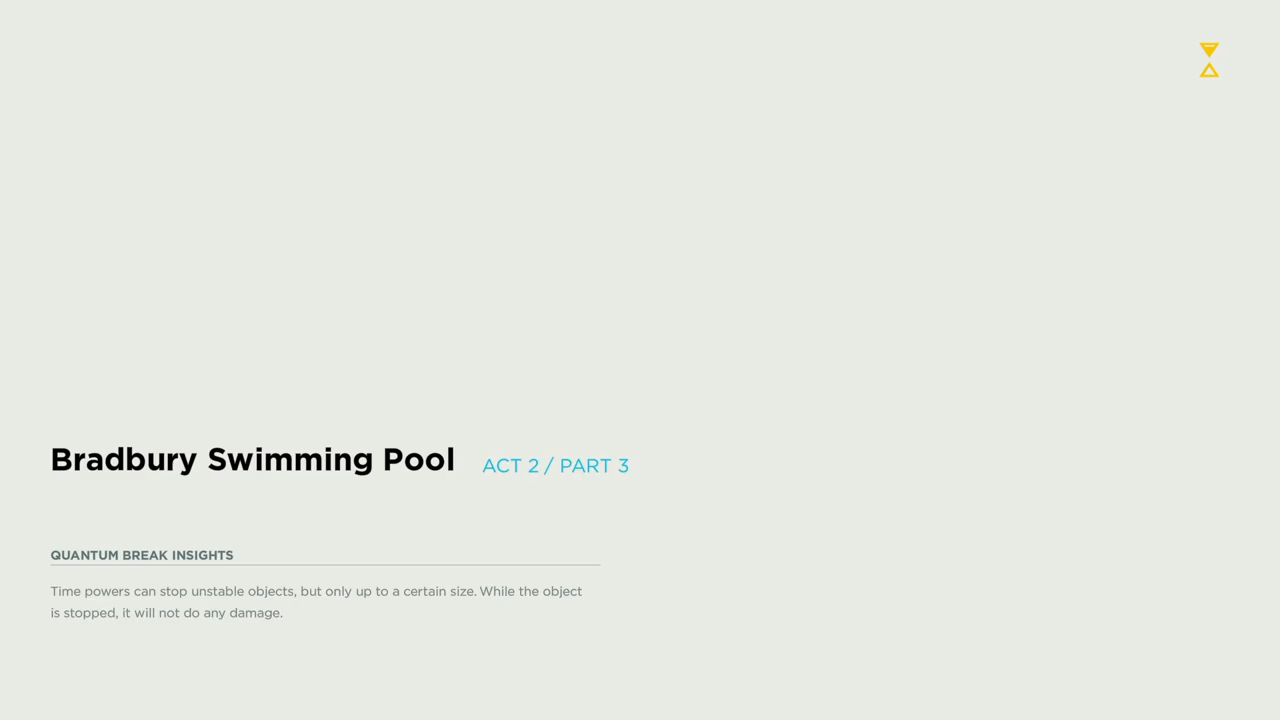 Bradbury Swimming Pool ACT 2 / PART 3
QUANTUM BREAK INSIGHTS
Time powers can stop unstable objects, but only up to a certain size. While the object
is stopped, it will not do any damage.